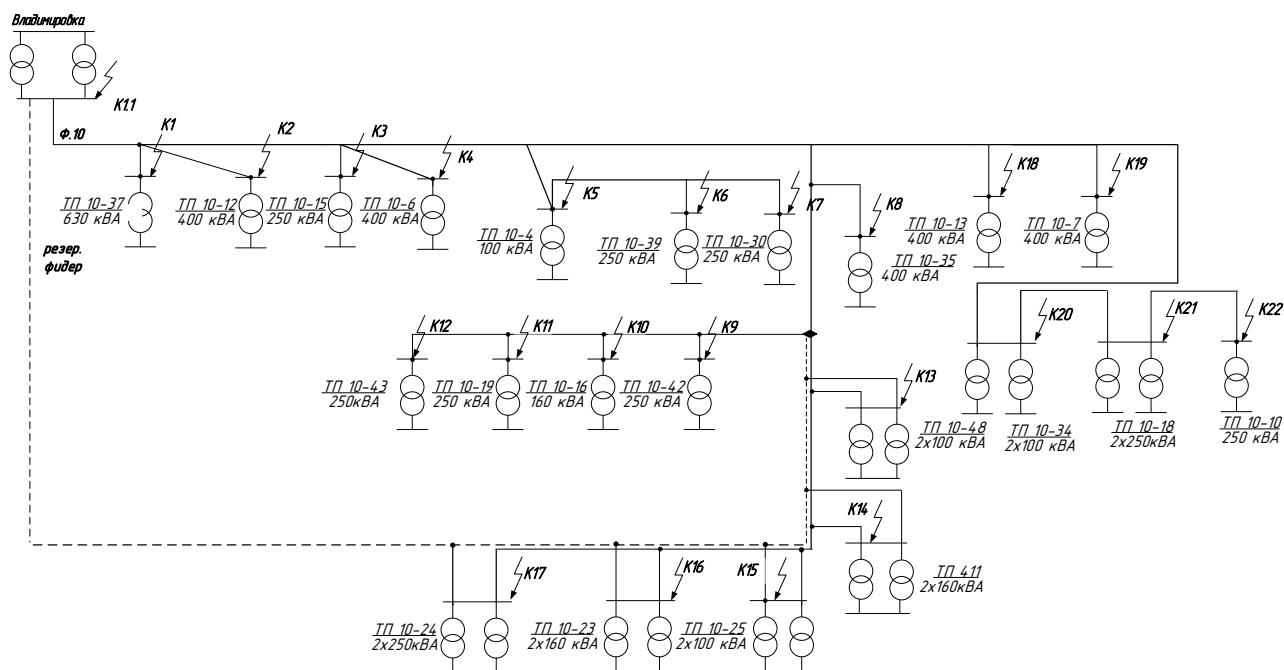 Владимировка
К1.1
Ф.10
К1
К2
К3
К4
ТП 10-37
630 кВА
ТП 10-12
400 кВА
ТП 10-15
250 кВА
ТП 10-6
400 кВА
К5
К6
К7
ТП 10-4
100 кВА
ТП 10-39
250 кВА
ТП 10-30
250 кВА
К8
ТП 10-35
400 кВА
К18
К19
ТП 10-13
400 кВА
ТП 10-7
400 кВА
резер.
фидер
К12
К11
К10
К9
ТП 10-43
250кВА
ТП 10-19
250 кВА
ТП 10-16
160 кВА
ТП 10-42
250 кВА
К20
К21
К22
К13
ТП 10-48
2х100 кВА
ТП 10-34
2х100 кВА
ТП 10-18
2х250кВА
ТП 10-10
250 кВА
К14
ТП 411
2х160кВА
К17
К16
К15
ТП 10-24
2х250кВА
ТП 10-23
2х160 кВА
ТП 10-25
2х100 кВА